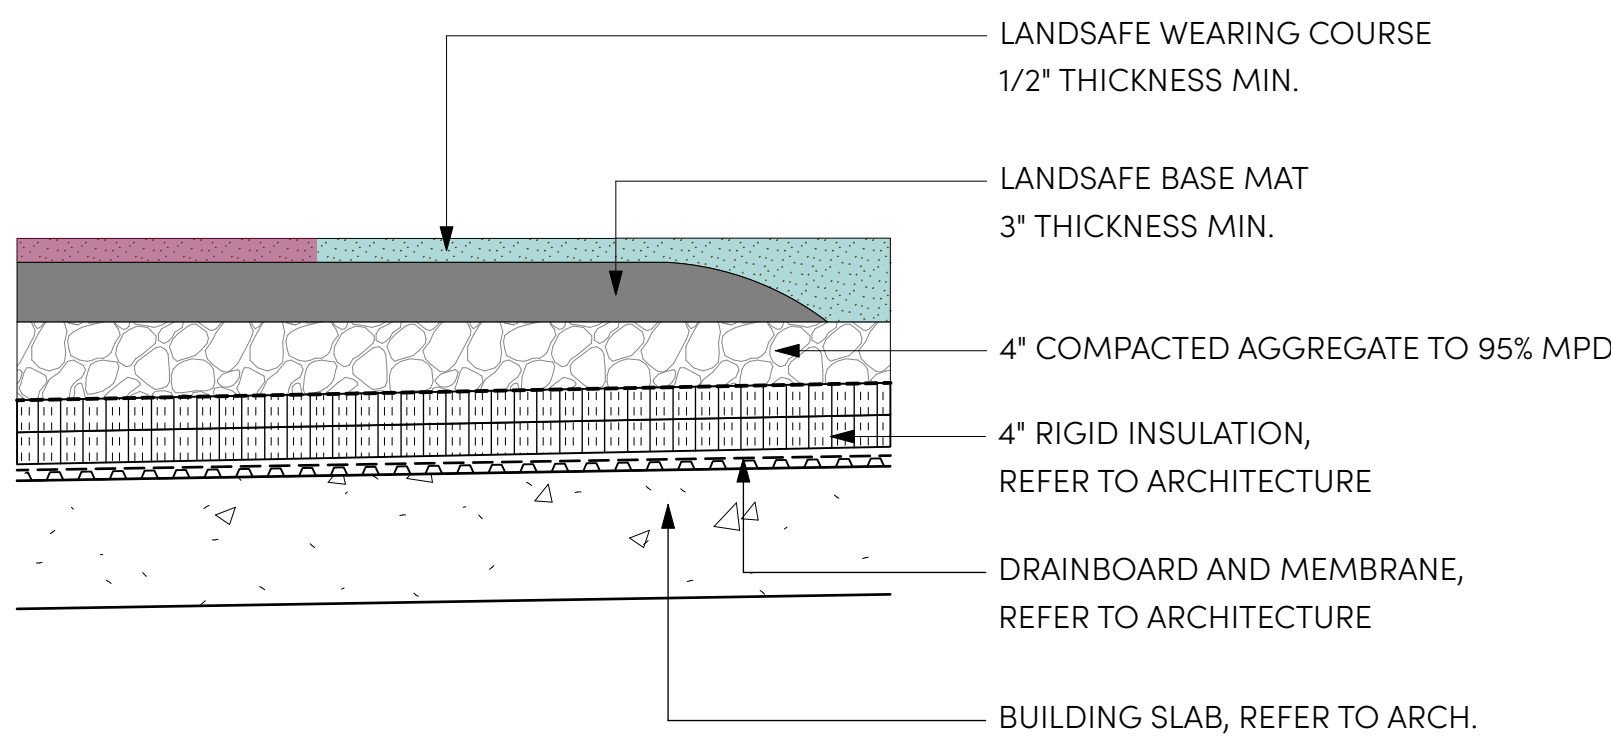 LANDSAFE WEARING COURSE
1/2" THICKNESS MIN.
LANDSAFE BASE MAT
3" THICKNESS MIN.
4" COMPACTED AGGREGATE TO 95% MPD
4" RIGID INSULATION,
REFER TO ARCHITECTURE
DRAINBOARD AND MEMBRANE,
REFER TO ARCHITECTURE
BUILDING SLAB, REFER TO ARCH.